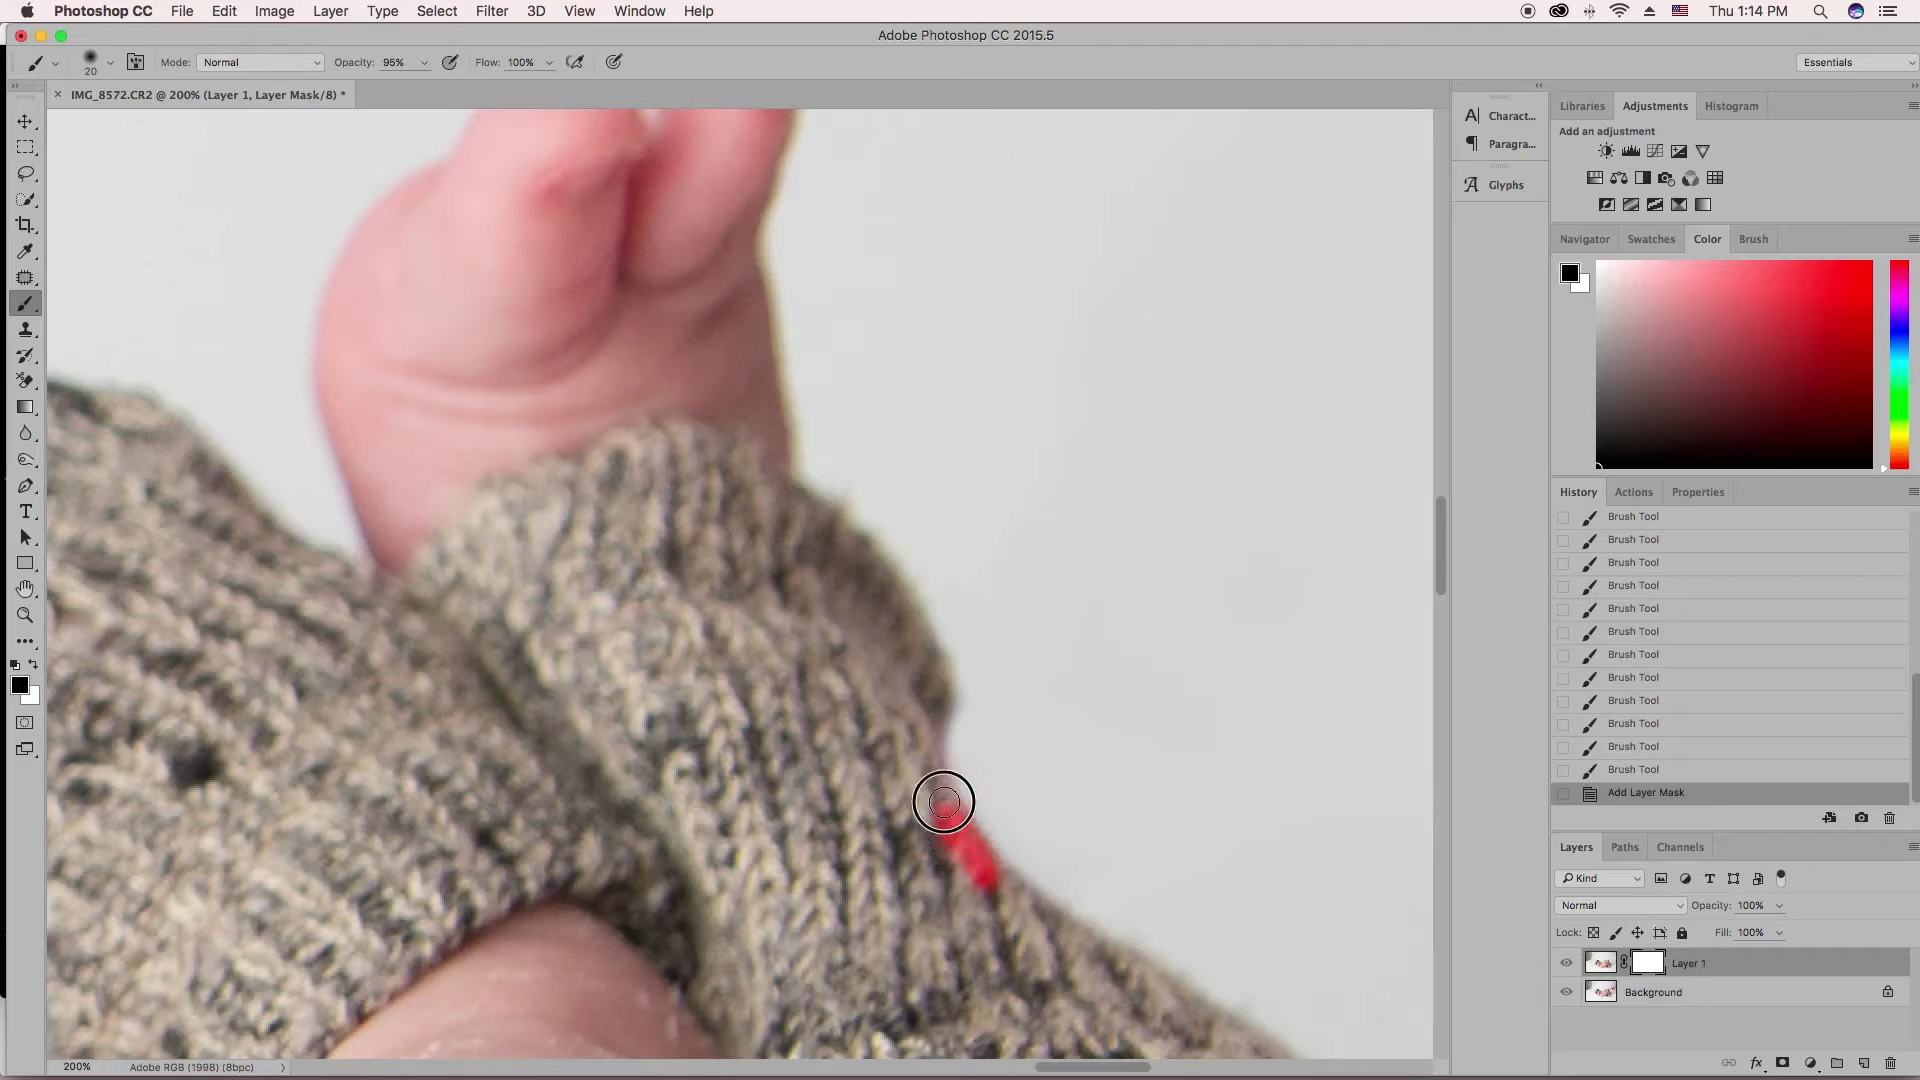 Photoshop CC File Edit Image Layer Type Select Filter 3D View Window Help Thu 1:14 PM
Adobe Photoshop CC 2015.5
20 Mode: Normal Opacity: 95% Flow: 100% Essentials
IMG_8572.CR2 @ 200% (Layer 1, Layer Mask/8) *
Libraries Adjustments Histogram
Charact...
Add an adjustment
Paragra...
Glyphs
Navigator Swatches Color Brush
History Actions Properties
Brush Tool
Brush Tool
Brush Tool
Brush Tool
Brush Tool
Brush Tool
Brush Tool
Brush Tool
Brush Tool
Brush Tool
Brush Tool
Brush Tool
Add Layer Mask
Layers Paths Channels
Kind
Normal Opacity: 100%
Lock: Fill: 100%
Layer 1
Background
200% Adobe RGB (1998) (8bpc)